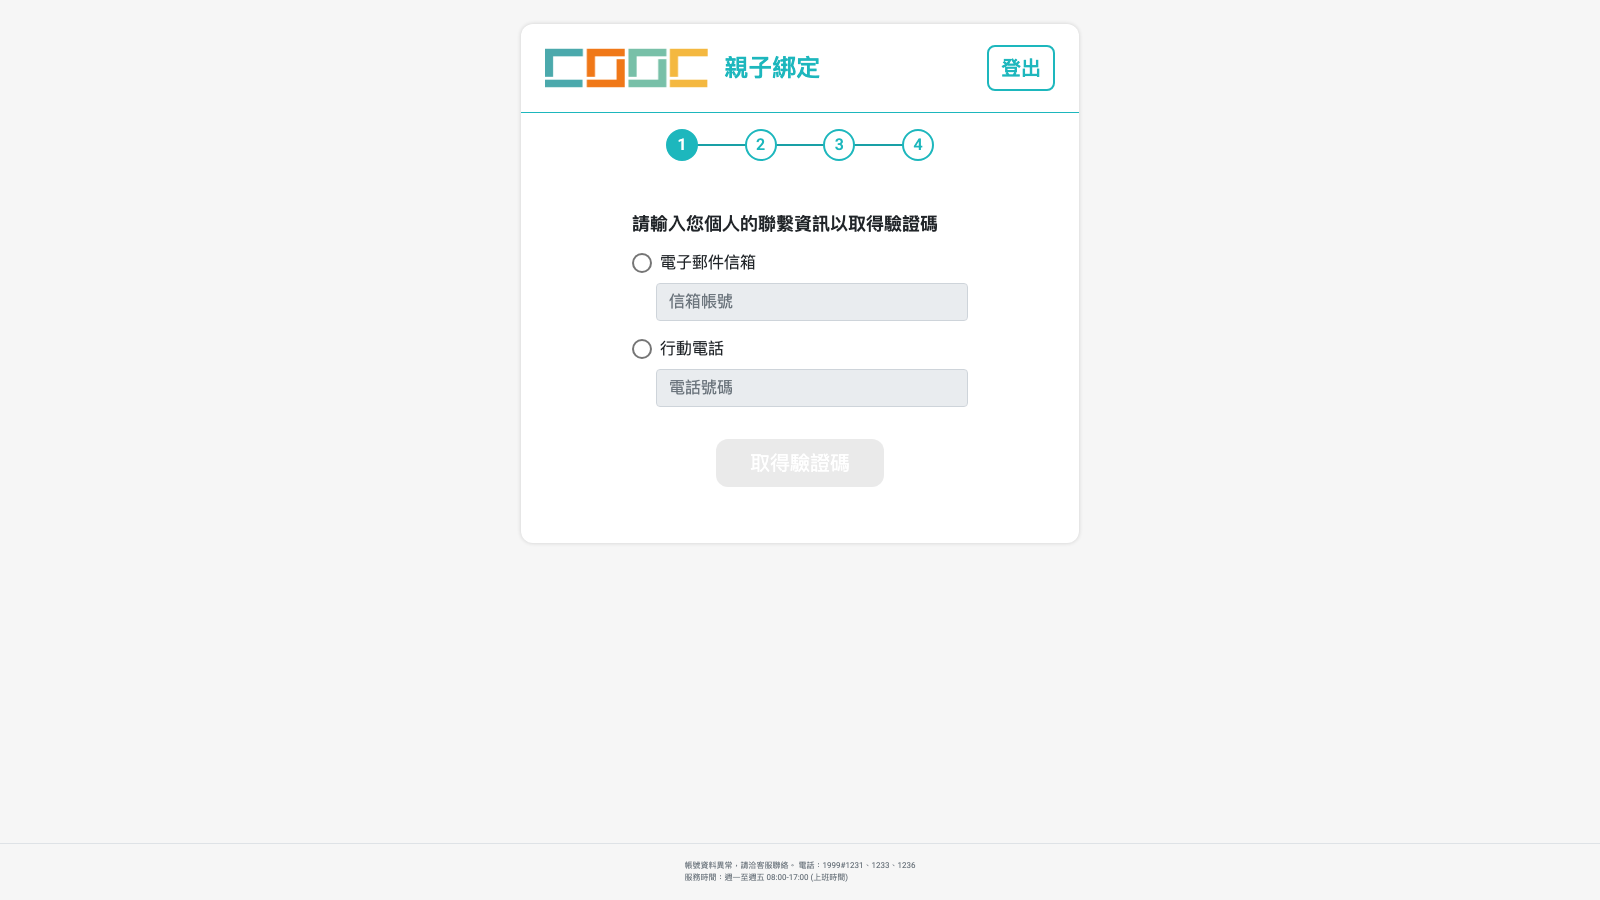 COOC 親子綁定
登出
1 2 3 4
請輸入您個人的聯繫資訊以取得驗證碼
電子郵件信箱
信箱帳號
行動電話
電話號碼
取得驗證碼
帳號資料異常，請洽客服聯絡。 電話：1999#1231、1233、1236
服務時間：週一至週五 08:00-17:00 (上班時間)